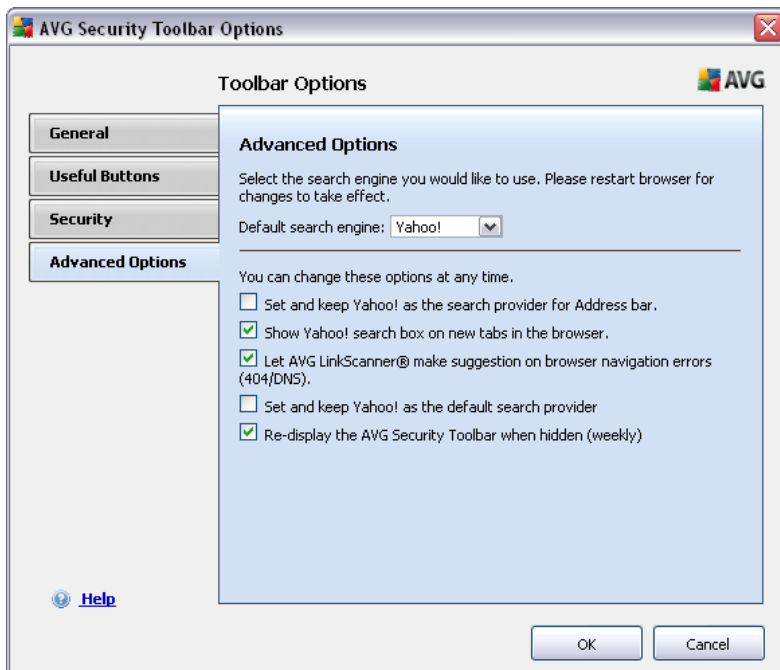 AVG Security Toolbar Options
Toolbar Options
AVG
General
Useful Buttons
Security
Advanced Options
Advanced Options
Select the search engine you would like to use. Please restart browser for
changes to take effect.
Default search engine: Yahoo!
You can change these options at any time.
Set and keep Yahoo! as the search provider for Address bar.
Show Yahoo! search box on new tabs in the browser.
Let AVG LinkScanner® make suggestion on browser navigation errors
(404/DNS).
Set and keep Yahoo! as the default search provider
Re-display the AVG Security Toolbar when hidden (weekly)
Help
OK
Cancel